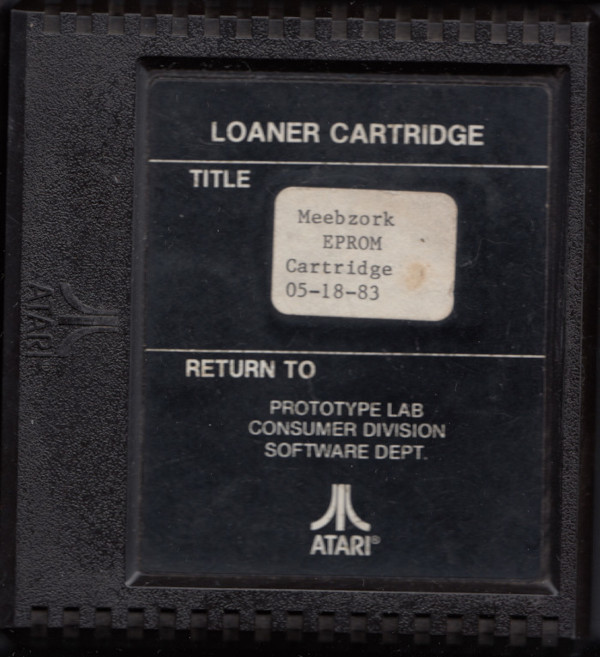 LOANER CARTRIDGE
TITLE
Meebzork
EPROM
Cartridge
05-18-83
RETURN TO
PROTOTYPE LAB
CONSUMER DIVISION
SOFTWARE DEPT.
ATARI®
ATARI